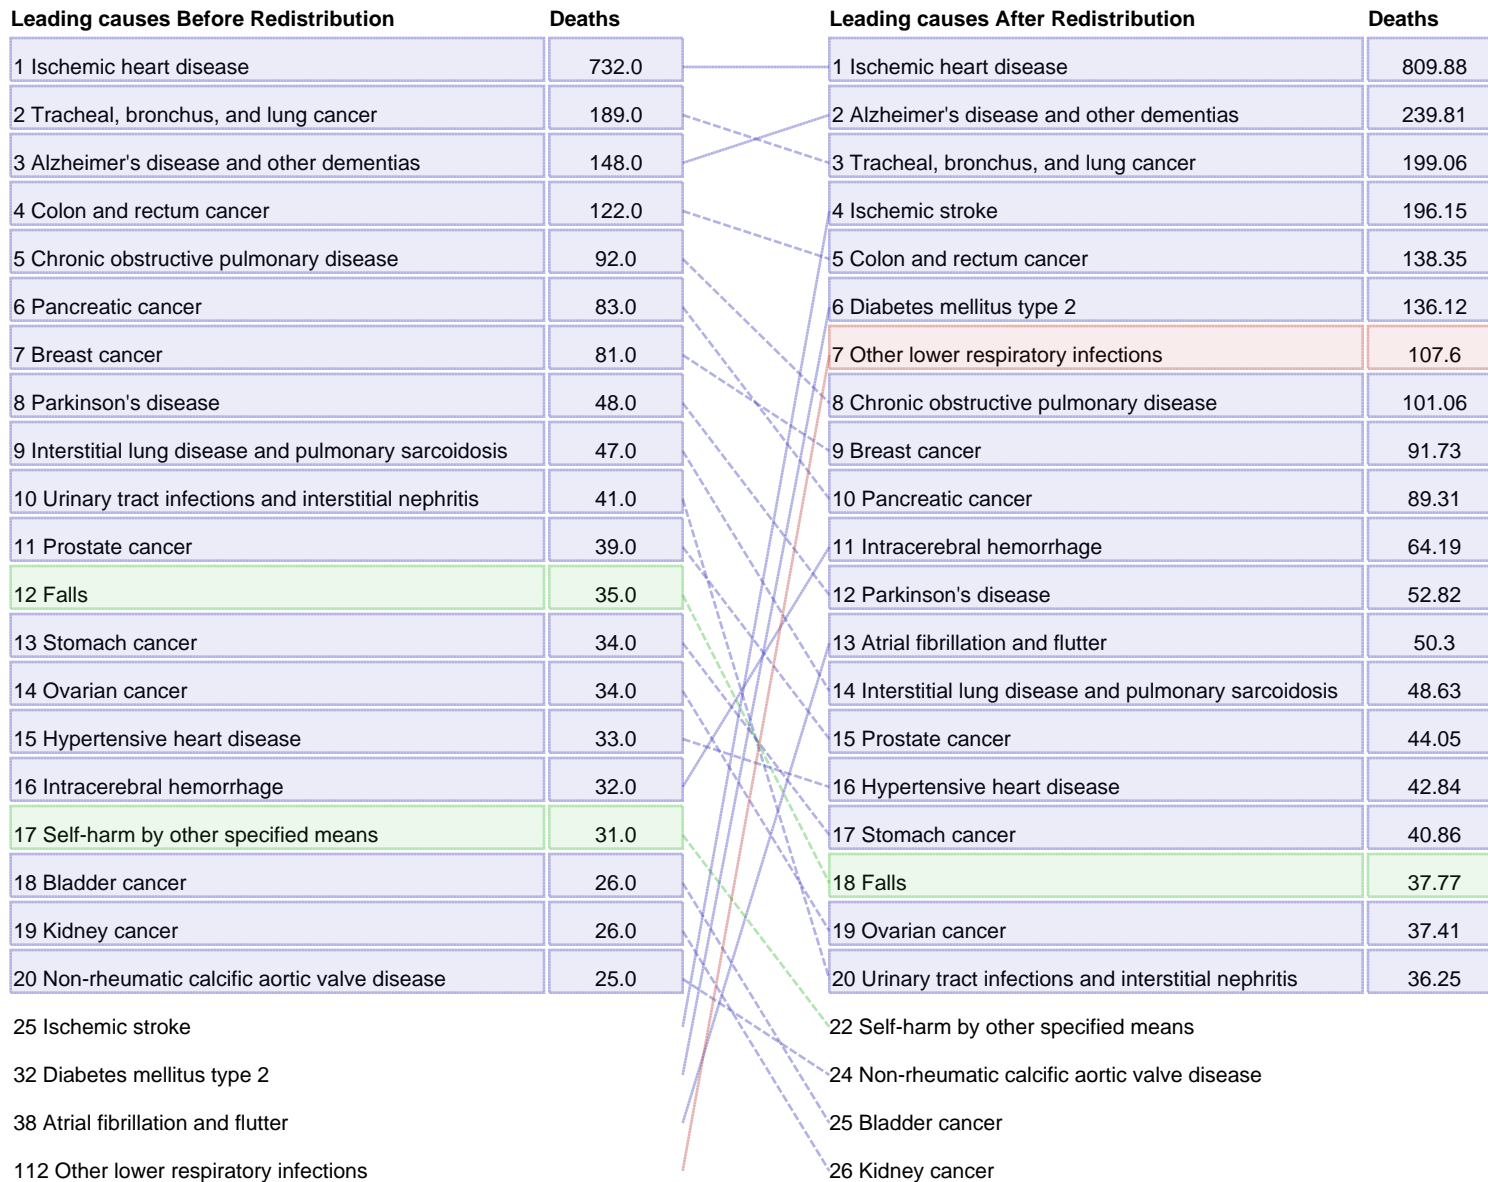 Leading causes Before Redistribution Deaths Leading causes After Redistribution Deaths
1 Ischemic heart disease 732.0 1 Ischemic heart disease 809.88
2 Tracheal, bronchus, and lung cancer 189.0 2 Alzheimer's disease and other dementias 239.81
3 Alzheimer's disease and other dementias 148.0 3 Tracheal, bronchus, and lung cancer 199.06
4 Colon and rectum cancer 122.0 4 Ischemic stroke 196.15
5 Chronic obstructive pulmonary disease 92.0 5 Colon and rectum cancer 138.35
6 Pancreatic cancer 83.0 6 Diabetes mellitus type 2 136.12
7 Breast cancer 81.0 7 Other lower respiratory infections 107.6
8 Parkinson's disease 48.0 8 Chronic obstructive pulmonary disease 101.06
9 Interstitial lung disease and pulmonary sarcoidosis 47.0 9 Breast cancer 91.73
10 Urinary tract infections and interstitial nephritis 41.0 10 Pancreatic cancer 89.31
11 Prostate cancer 39.0 11 Intracerebral hemorrhage 64.19
12 Falls 35.0 12 Parkinson's disease 52.82
13 Stomach cancer 34.0 13 Atrial fibrillation and flutter 50.3
14 Ovarian cancer 34.0 14 Interstitial lung disease and pulmonary sarcoidosis 48.63
15 Hypertensive heart disease 33.0 15 Prostate cancer 44.05
16 Intracerebral hemorrhage 32.0 16 Hypertensive heart disease 42.84
17 Self-harm by other specified means 31.0 17 Stomach cancer 40.86
18 Bladder cancer 26.0 18 Falls 37.77
19 Kidney cancer 26.0 19 Ovarian cancer 37.41
20 Non-rheumatic calcific aortic valve disease 25.0 20 Urinary tract infections and interstitial nephritis 36.25
25 Ischemic stroke 22 Self-harm by other specified means
32 Diabetes mellitus type 2 24 Non-rheumatic calcific aortic valve disease
38 Atrial fibrillation and flutter 25 Bladder cancer
112 Other lower respiratory infections 26 Kidney cancer